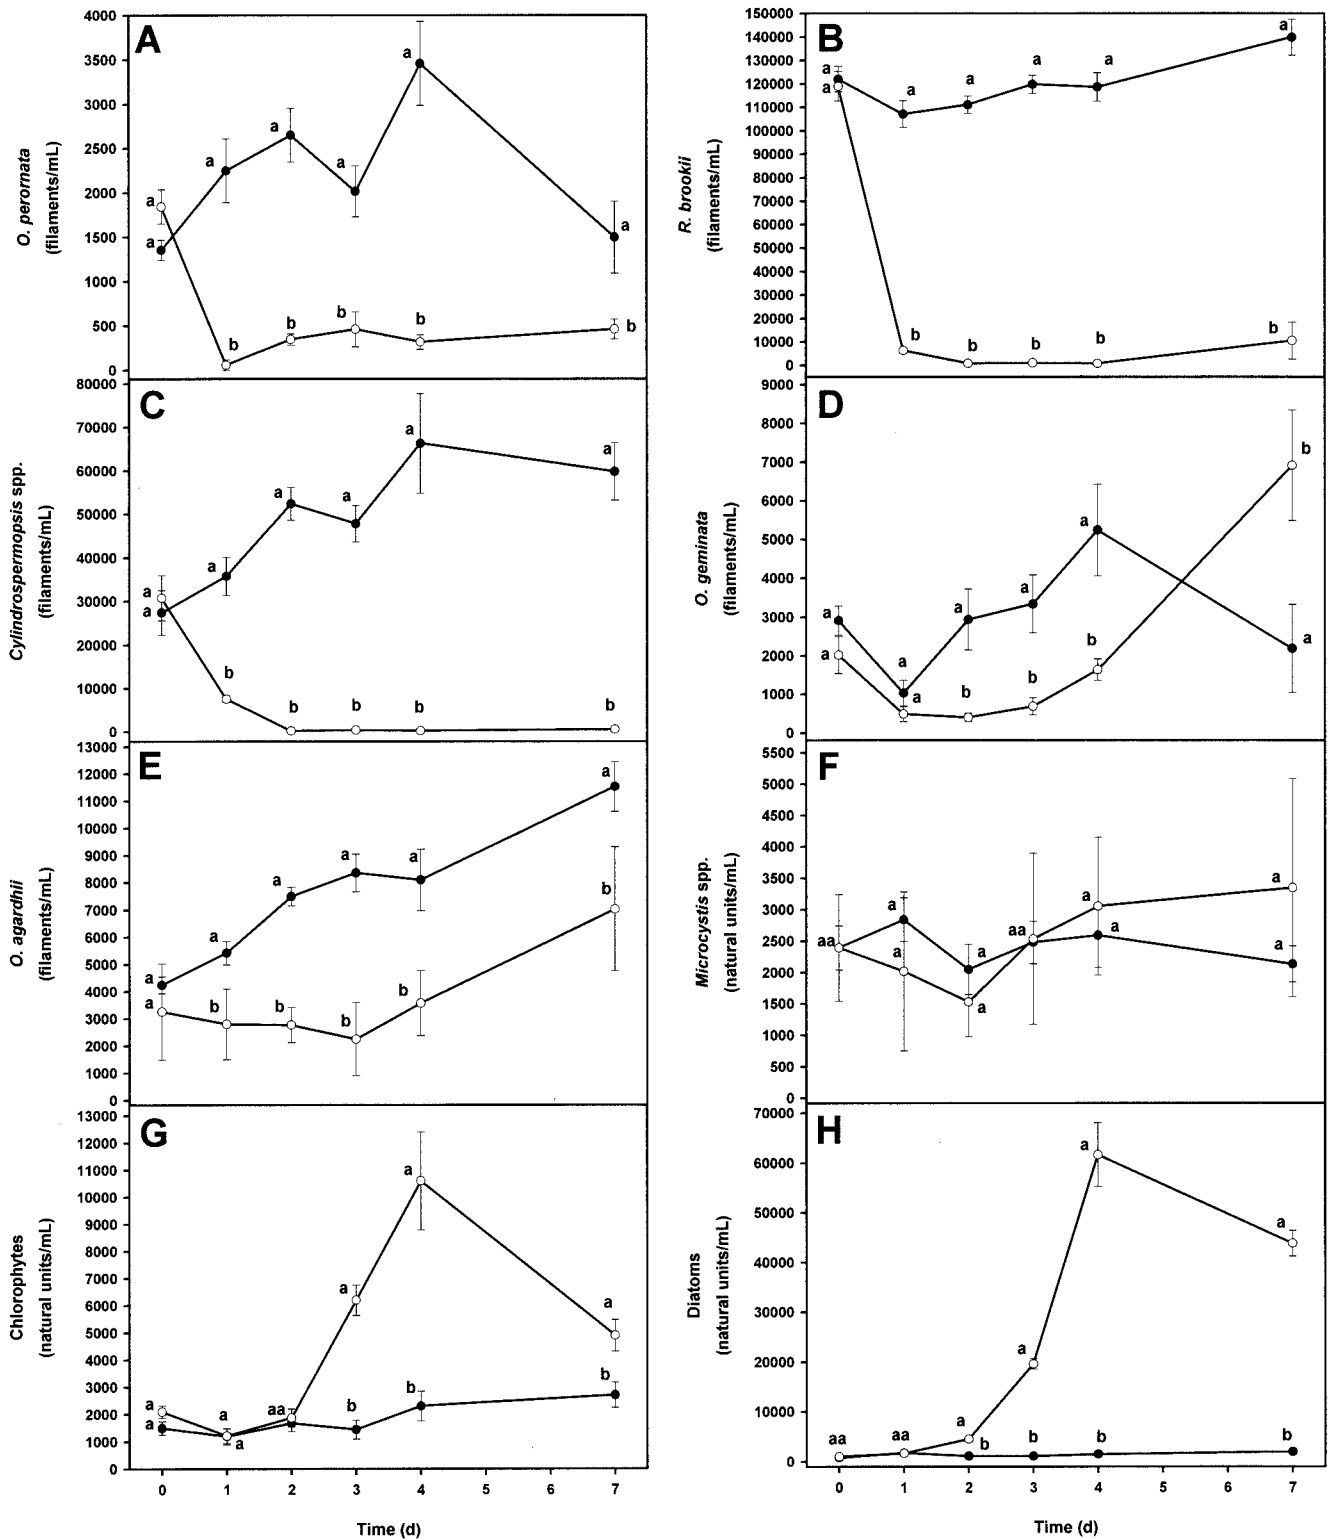 A
O. perornata
(filaments/mL)
4000
3500
3000
2500
2000
1500
1000
500
0
a
a
a
a
a
a
a
b
b
b
b
b
B
R. brookii
(filaments/mL)
150000
140000
130000
120000
110000
100000
90000
80000
70000
60000
50000
40000
30000
20000
10000
0
a
a
a
a
a
a
a
b
b
b
b
b
C
Cylindrospermopsis spp.
(filaments/mL)
80000
70000
60000
50000
40000
30000
20000
10000
0
a
a
a
a
a
a
a
b
b
b
b
b
D
O. geminata
(filaments/mL)
9000
8000
7000
6000
5000
4000
3000
2000
1000
0
a
a
a
a
a
a
a
a
b
b
b
b
E
O. agardhii
(filaments/mL)
13000
12000
11000
10000
9000
8000
7000
6000
5000
4000
3000
2000
1000
0
a
a
a
a
a
a
a
b
b
b
b
b
F
Microcystis spp.
(natural units/mL)
5500
5000
4500
4000
3500
3000
2500
2000
1500
1000
500
0
aa
a
a
a
a
aa
a
a
a
a
G
Chlorophytes
(natural units/mL)
13000
12000
11000
10000
9000
8000
7000
6000
5000
4000
3000
2000
1000
0
a
a
a
a
aa
a
b
a
b
a
b
0 1 2 3 4 5 6 7
Time (d)
H
Diatoms
(natural units/mL)
70000
60000
50000
40000
30000
20000
10000
0
aa
aa
a
b
a
b
a
b
a
b
0 1 2 3 4 5 6 7
Time (d)